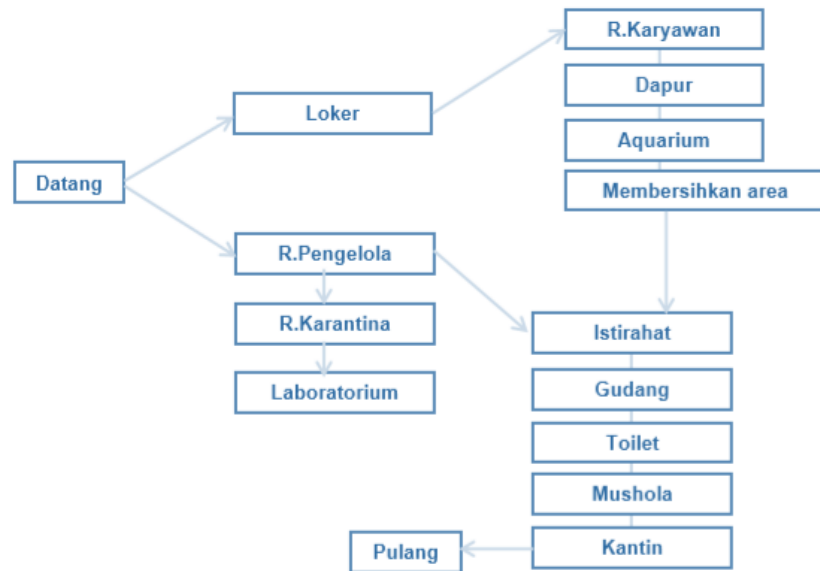 R.Karyawan
Dapur
Loker
Aquarium
Datang
Membersihkan area
R.Pengelola
R.Karantina
Istirahat
Laboratorium
Gudang
Toilet
Mushola
Kantin
Pulang